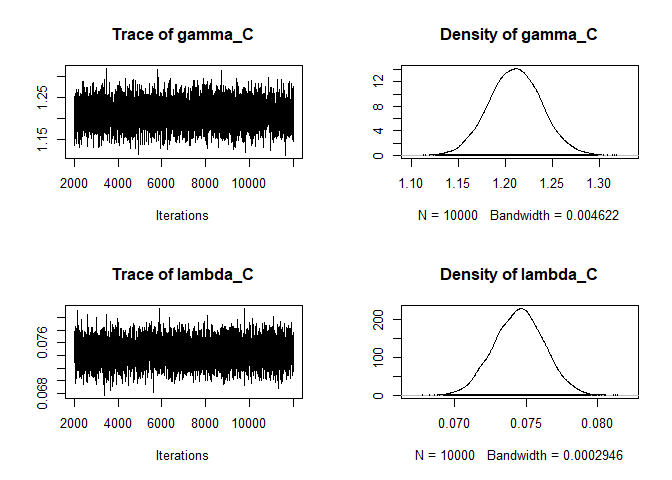 Trace of gamma_C
1.15 1.25
2000 4000 6000 8000 10000
Iterations
Density of gamma_C
0 4 8 12
1.10 1.15 1.20 1.25 1.30
N = 10000 Bandwidth = 0.004622
Trace of lambda_C
0.068 0.076
2000 4000 6000 8000 10000
Iterations
Density of lambda_C
0 100 200
0.070 0.075 0.080
N = 10000 Bandwidth = 0.0002946